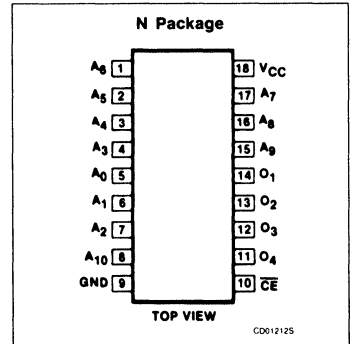 N Package
A6 1 18 VCC
A5 2 17 A7
A4 3 16 A8
A3 4 15 A9
A0 5 14 O1
A1 6 13 O2
A2 7 12 O3
A10 8 11 O4
GND 9 10 CE
TOP VIEW
CD01212S